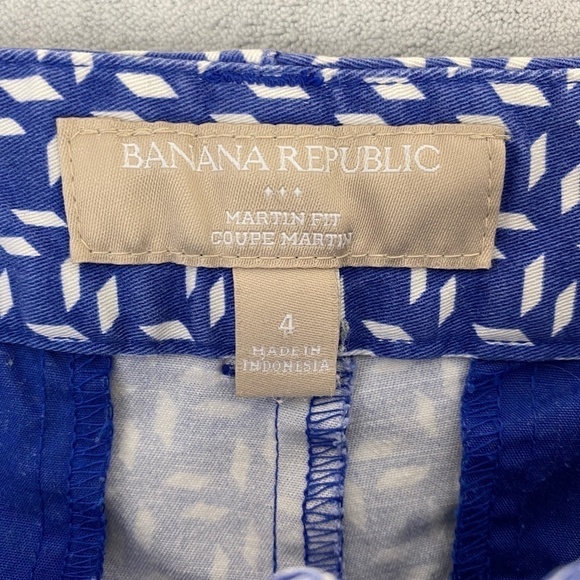 BANANA REPUBLIC
MARTIN FIT
COUPE MARTIN
4
MADE IN
INDONESIA